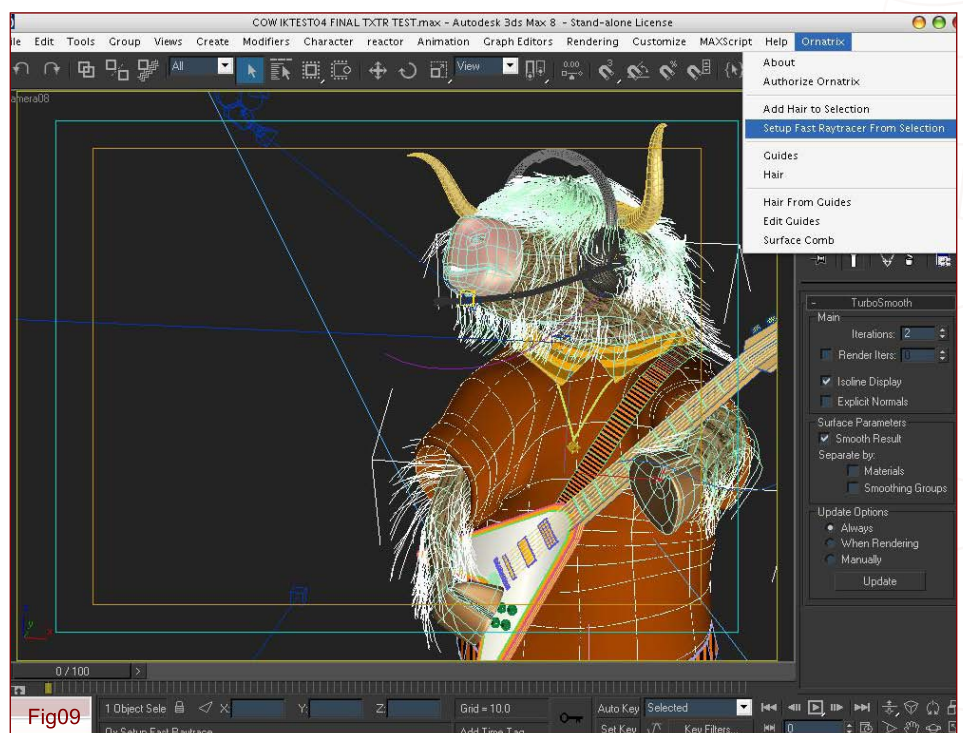 COW IKTEST04 FINAL TXTR TEST.max - Autodesk 3ds Max 8 - Stand-alone License
Edit Tools Group Views Create Modifiers Character reactor Animation Graph Editors Rendering Customize MAXScript Help Ornatrix
All
View
0.00
About
Authorize Ornatrix
Add Hair to Selection
Setup Fast Raytracer From Selection
Guides
Hair
Hair From Guides
Edit Guides
Surface Comb
- TurboSmooth
Main
Iterations: 2
Render Iters: 0
Isoline Display
Explicit Normals
Surface Parameters
Smooth Result
Separate by:
Materials
Smoothing Groups
Update Options
Always
When Rendering
Manually
Update
y
x
0 / 100 >
Fig09
1 Object Sele X: Y: Z: Grid = 10.0 Auto Key Selected
Add Time Tag Set Key Key Filters... 0